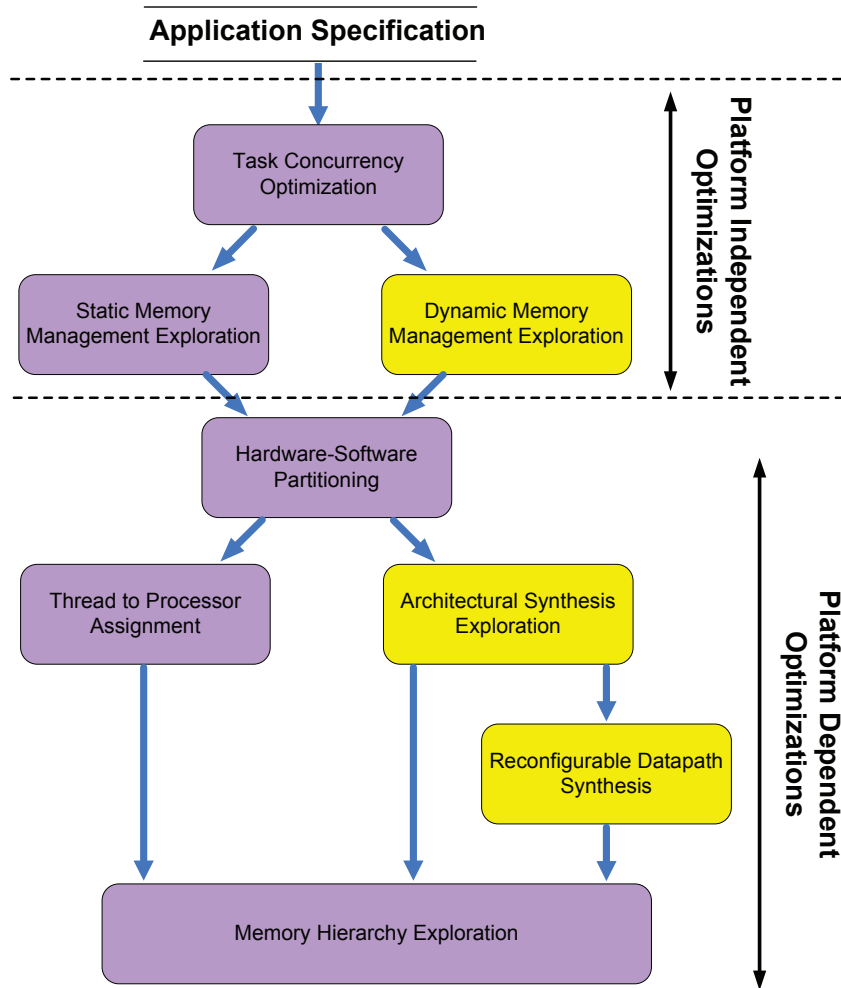 Application Specification
Task Concurrency
Optimization
Static Memory
Management Exploration
Dynamic Memory
Management Exploration
Platform Independent
Optimizations
Hardware-Software
Partitioning
Thread to Processor
Assignment
Architectural Synthesis
Exploration
Reconfigurable Datapath
Synthesis
Memory Hierarchy Exploration
Platform Dependent
Optimizations